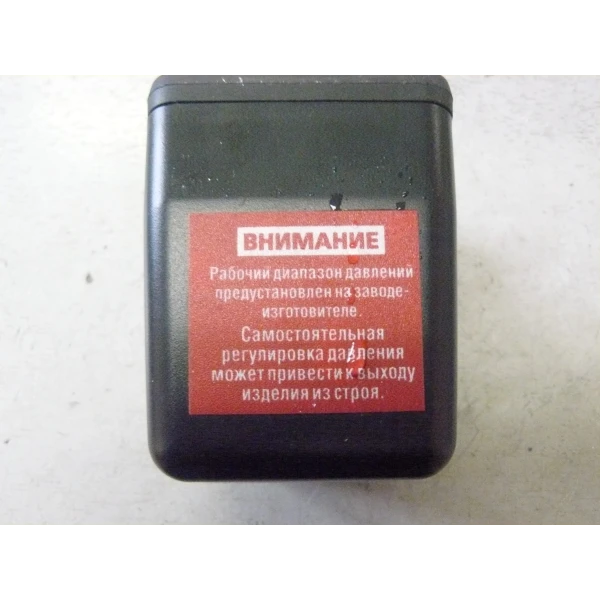 ВНИМАНИЕ
Рабочий диапазон давлений
предустановлен на заводе-
изготовителе.
Самостоятельная
регулировка давления
может привести к выходу
изделия из строя.